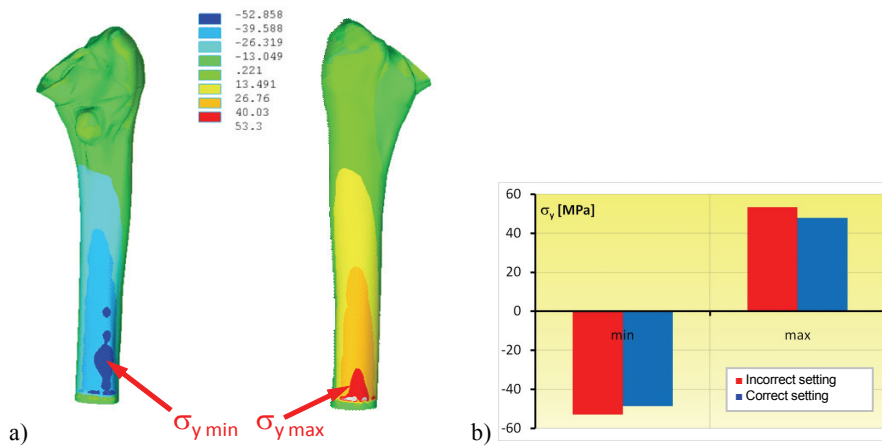 -52.858
-39.588
-26.319
-13.049
.221
13.491
26.76
40.03
53.3
σy min
σy max
a)
σy [MPa]
60
40
20
0
-20
-40
-60
min
max
Incorrect setting
Correct setting
b)